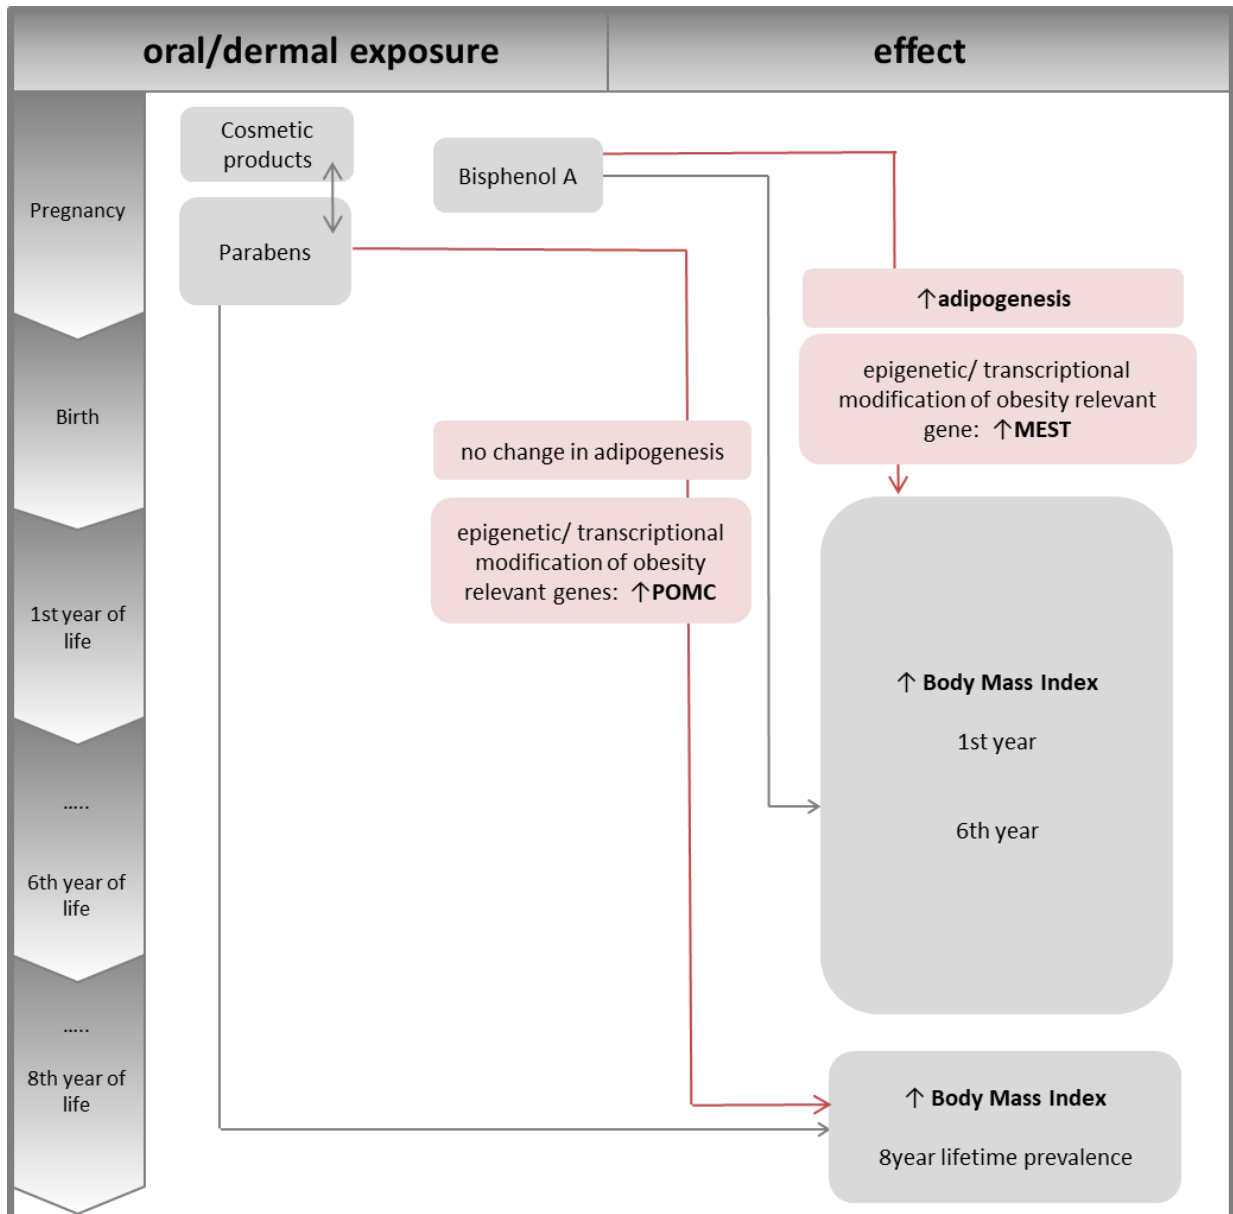 oral/dermal exposure
effect
Pregnancy
Birth
1st year of
life
.....
6th year of
life
.....
8th year of
life
Cosmetic
products
Parabens
Bisphenol A
↑adipogenesis
epigenetic/ transcriptional
modification of obesity relevant
gene: ↑MEST
no change in adipogenesis
epigenetic/ transcriptional
modification of obesity
relevant genes: ↑POMC
↑ Body Mass Index
1st year
6th year
↑ Body Mass Index
8year lifetime prevalence